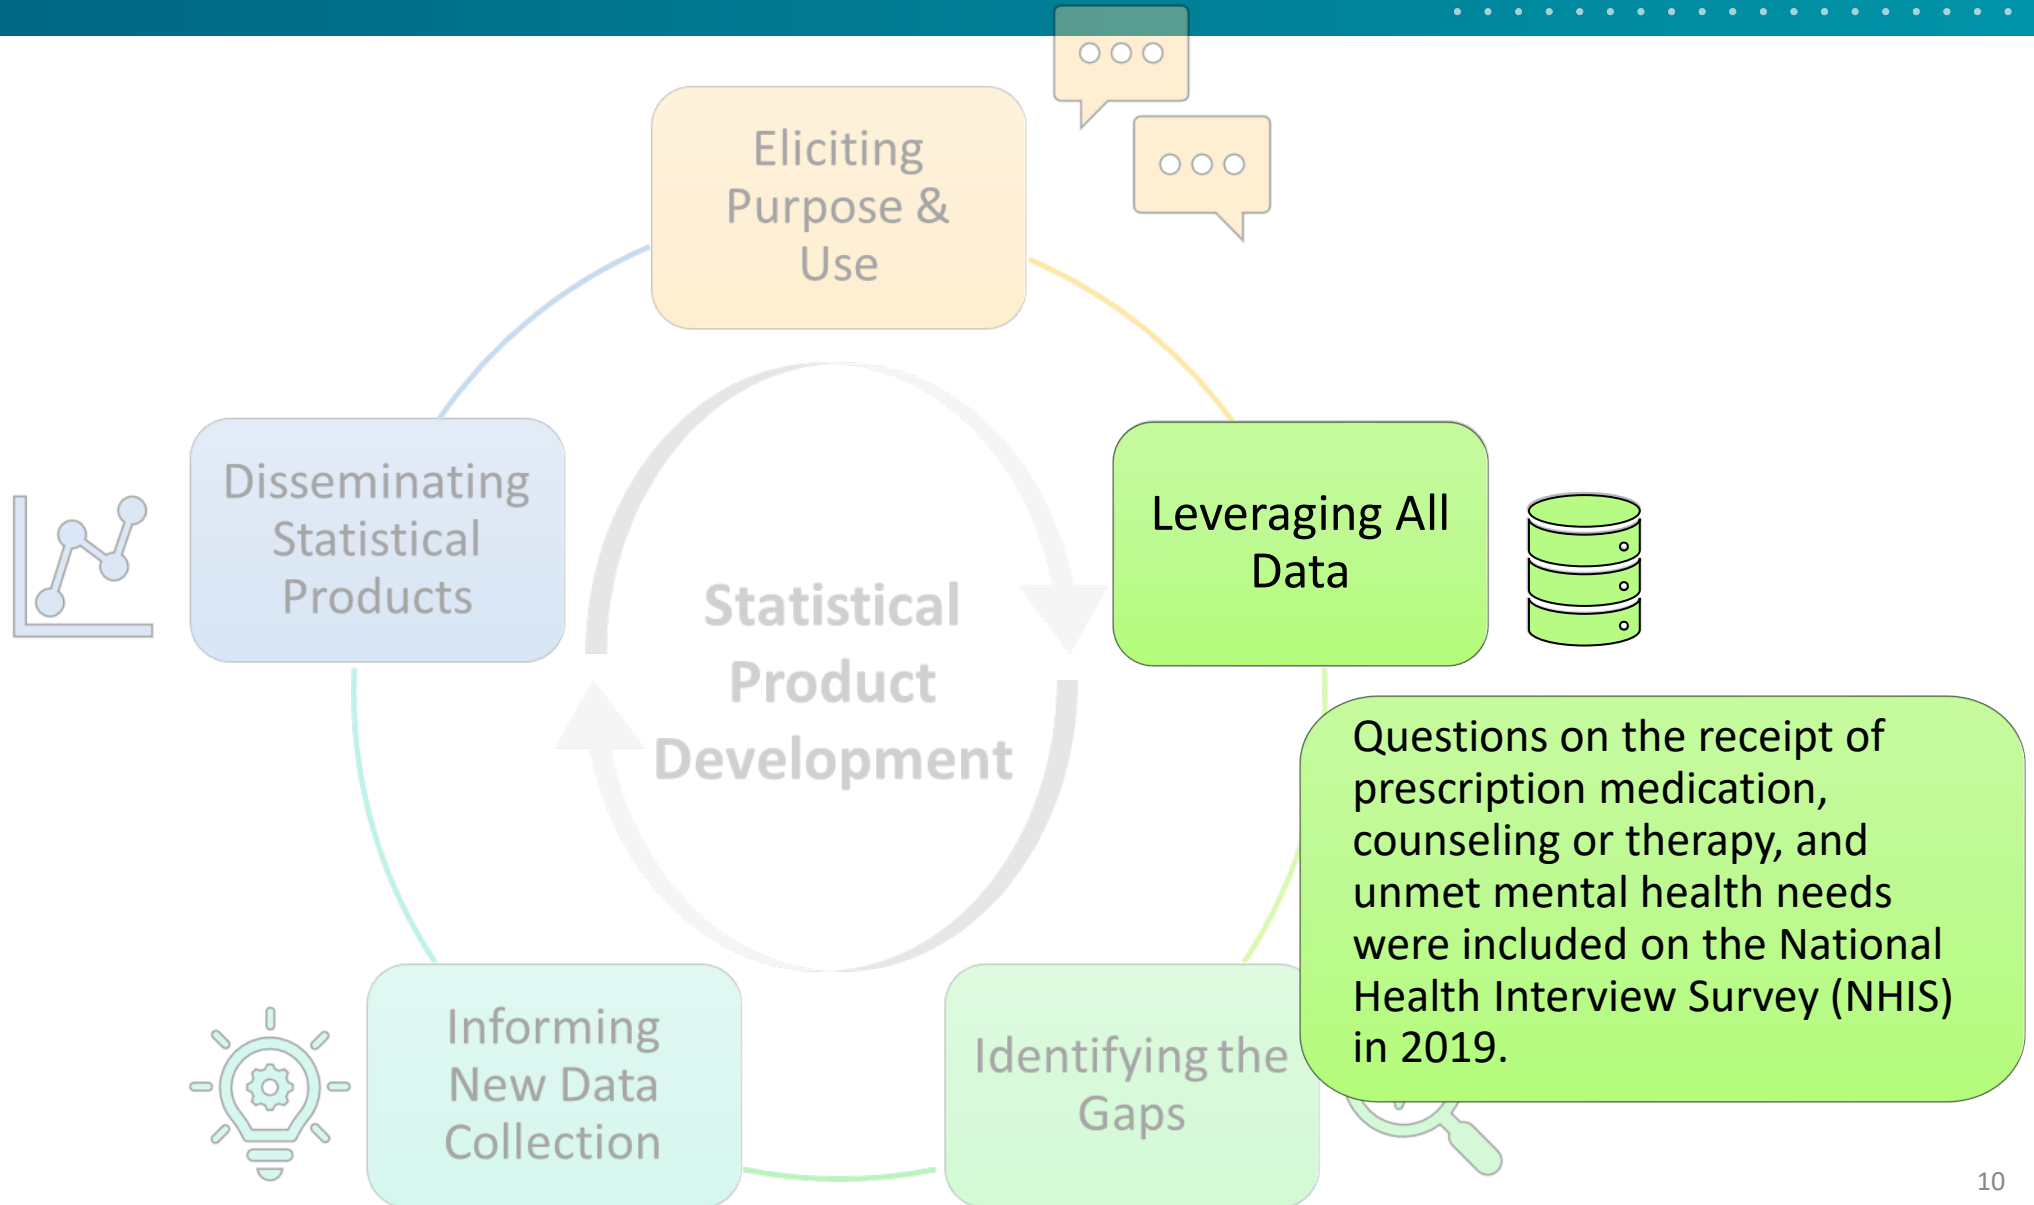 Eliciting
Purpose &
Use
Leveraging All
Data
Questions on the receipt of
prescription medication,
counseling or therapy, and
unmet mental health needs
were included on the National
Health Interview Survey (NHIS)
in 2019.
Identifying the
Gaps
Informing
New Data
Collection
Disseminating
Statistical
Products
Statistical
Product
Development
10